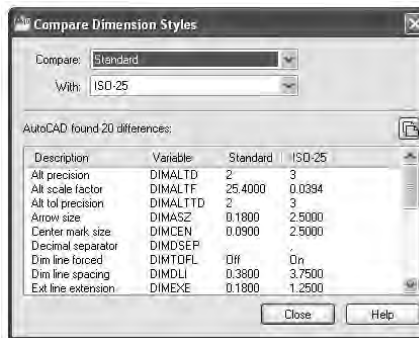 Compare Dimension Styles
Compare: Standard
With: ISO-25
AutoCAD found 20 differences:
Description Variable Standard ISO-25
Alt precision DIMALTD 2 3
Alt scale factor DIMALTF 25.4000 0.0394
Alt tol precision DIMALTTD 2 3
Arrow size DIMASZ 0.1800 2.5000
Center mark size DIMCEN 0.0900 2.5000
Decimal separator DIMDSEP . ,
Dim line forced DIMTOFL Off On
Dim line spacing DIMDLI 0.3800 3.7500
Ext line extension DIMEXE 0.1800 1.2500
Close Help